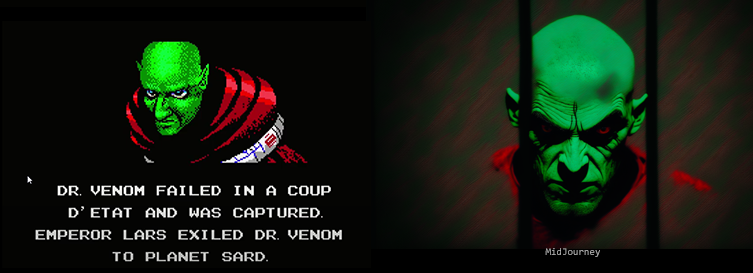 DR. VENOM FAILED IN A COUP
D'ETAT AND WAS CAPTURED.
EMPEROR LARS EXILED DR. VENOM
TO PLANET SARD.
MidJourney